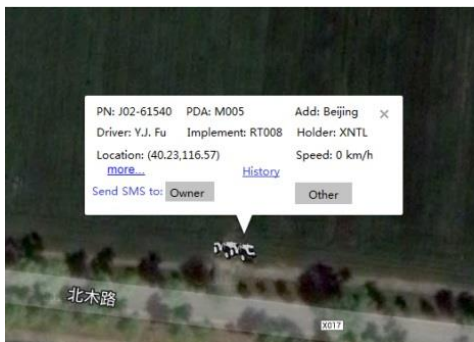 PN: J02-61540 PDA: M005 Add: Beijing ×
Driver: Y.J. Fu Implement: RT008 Holder: XNTL
Location: (40.23,116.57) Speed: 0 km/h
more... History
Send SMS to: Owner Other
北木路
X017